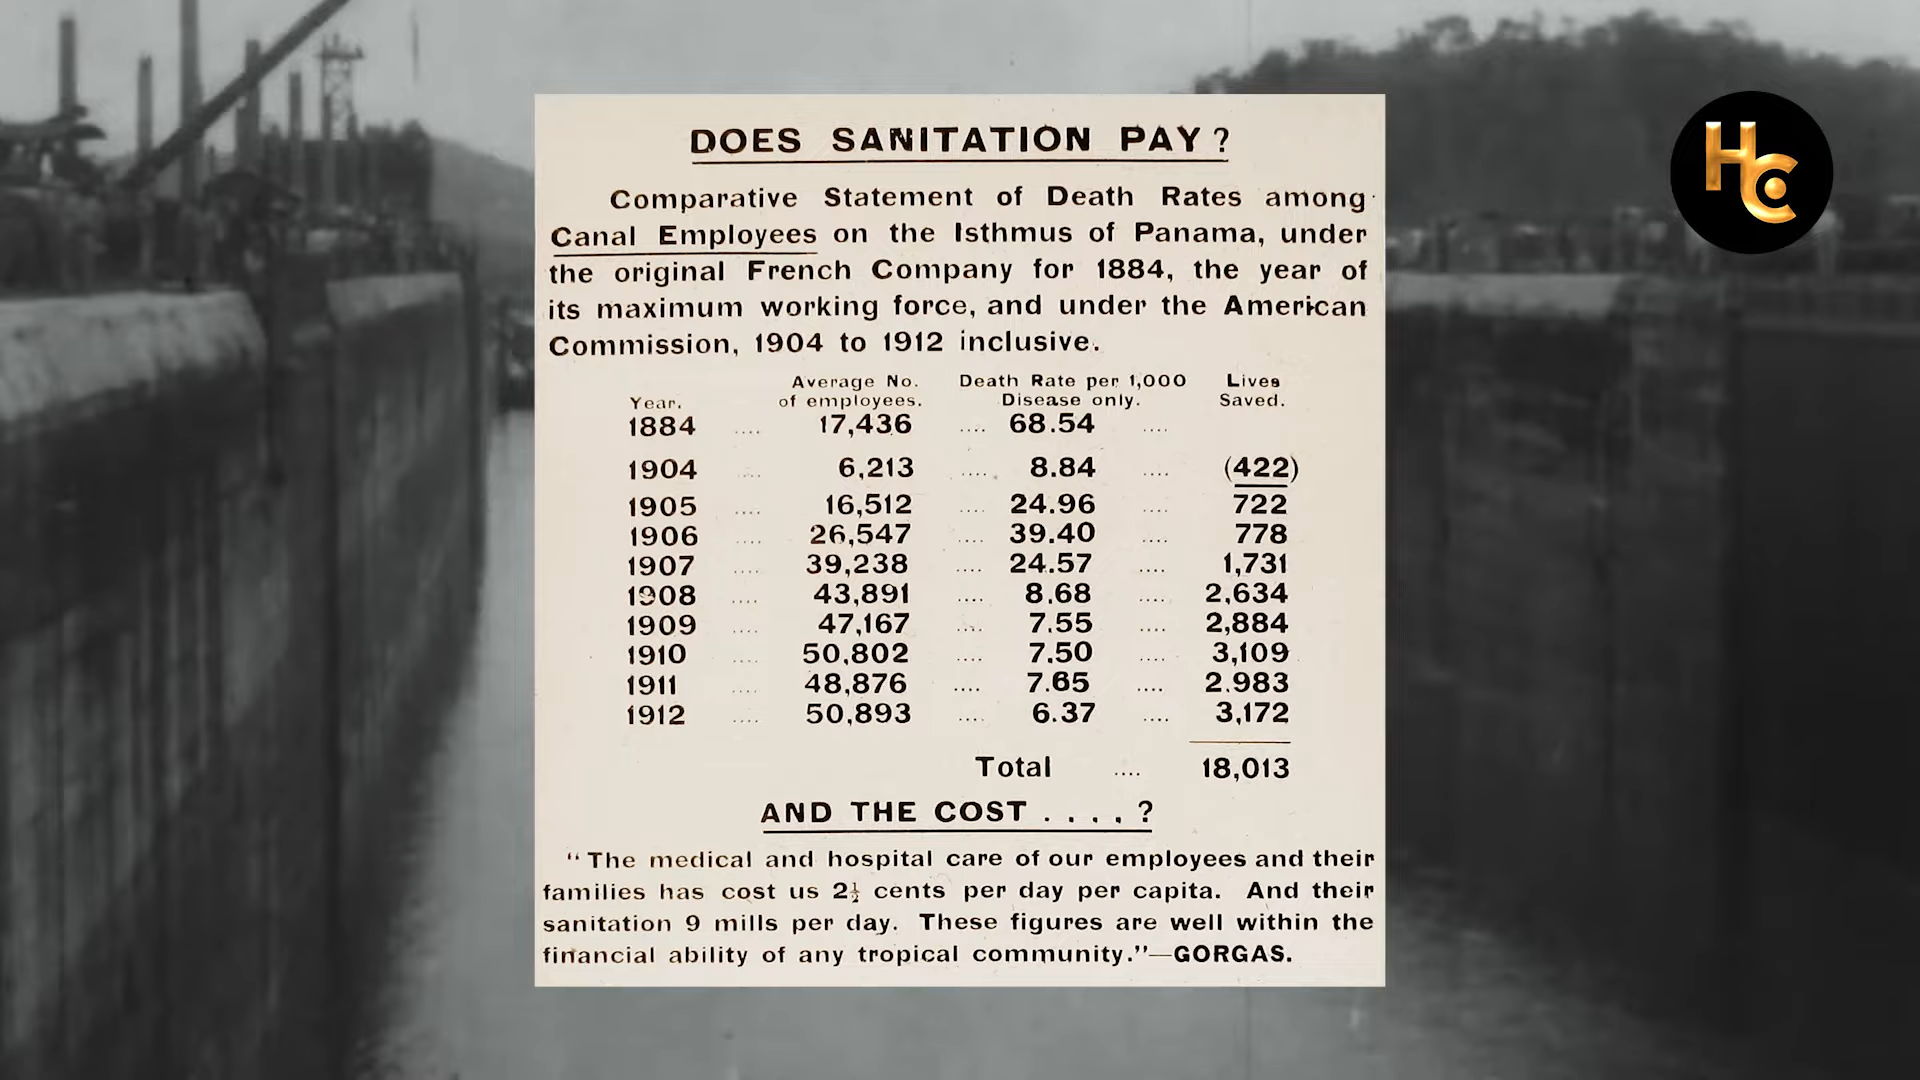 DOES SANITATION PAY?
Comparative Statement of Death Rates among
Canal Employees on the Isthmus of Panama, under
the original French Company for 1884, the year of
its maximum working force, and under the American
Commission, 1904 to 1912 inclusive.
Year. Average No. of employees. Death Rate per 1,000 Disease only. Lives Saved.
1884 .... 17,436 .... 68.54 ....
1904 .... 6,213 .... 8.84 .... (422)
1905 .... 16,512 .... 24.96 .... 722
1906 .... 26,547 .... 39.40 .... 778
1907 .... 39,238 .... 24.57 .... 1,731
1908 .... 43,891 .... 8.68 .... 2,634
1909 .... 47,167 .... 7.55 .... 2,884
1910 .... 50,802 .... 7.50 .... 3,109
1911 .... 48,876 .... 7.65 .... 2.983
1912 .... 50,893 .... 6.37 .... 3,172
Total .... 18,013
AND THE COST . . . . ?
"The medical and hospital care of our employees and their
families has cost us 2½ cents per day per capita. And their
sanitation 9 mills per day. These figures are well within the
financial ability of any tropical community."—GORGAS.
HC